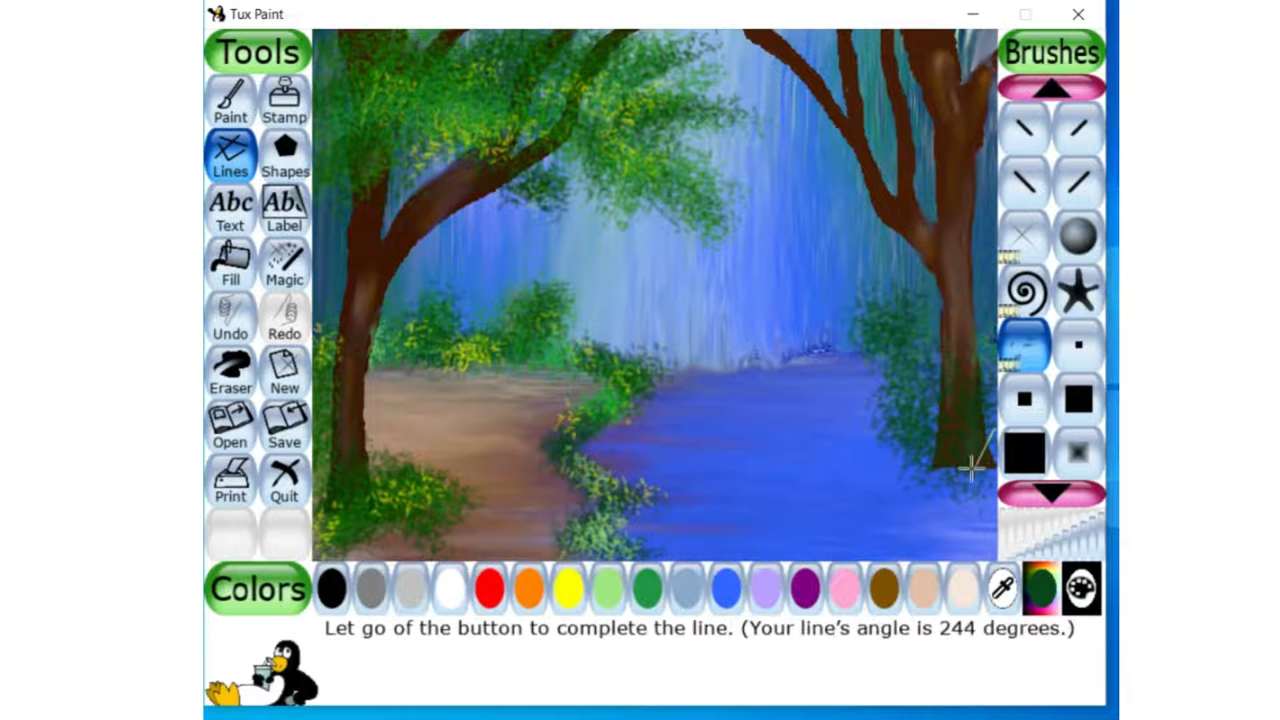 Tux Paint
Tools
Brushes
Paint
Stamp
Lines
Shapes
Abc
Abc
Text
Label
Fill
Magic
Undo
Redo
Eraser
New
Open
Save
Print
Quit
Colors
Let go of the button to complete the line. (Your line’s angle is 244 degrees.)